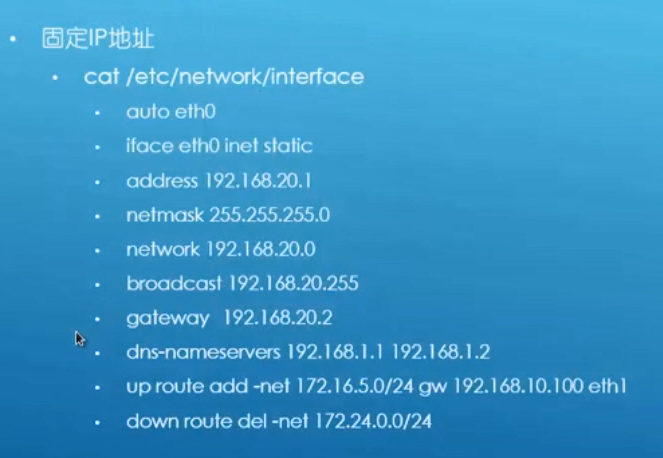 固定IP地址
cat /etc/network/interface
auto eth0
iface eth0 inet static
address 192.168.20.1
netmask 255.255.255.0
network 192.168.20.0
broadcast 192.168.20.255
gateway 192.168.20.2
dns-nameservers 192.168.1.1 192.168.1.2
up route add -net 172.16.5.0/24 gw 192.168.10.100 eth1
down route del -net 172.24.0.0/24